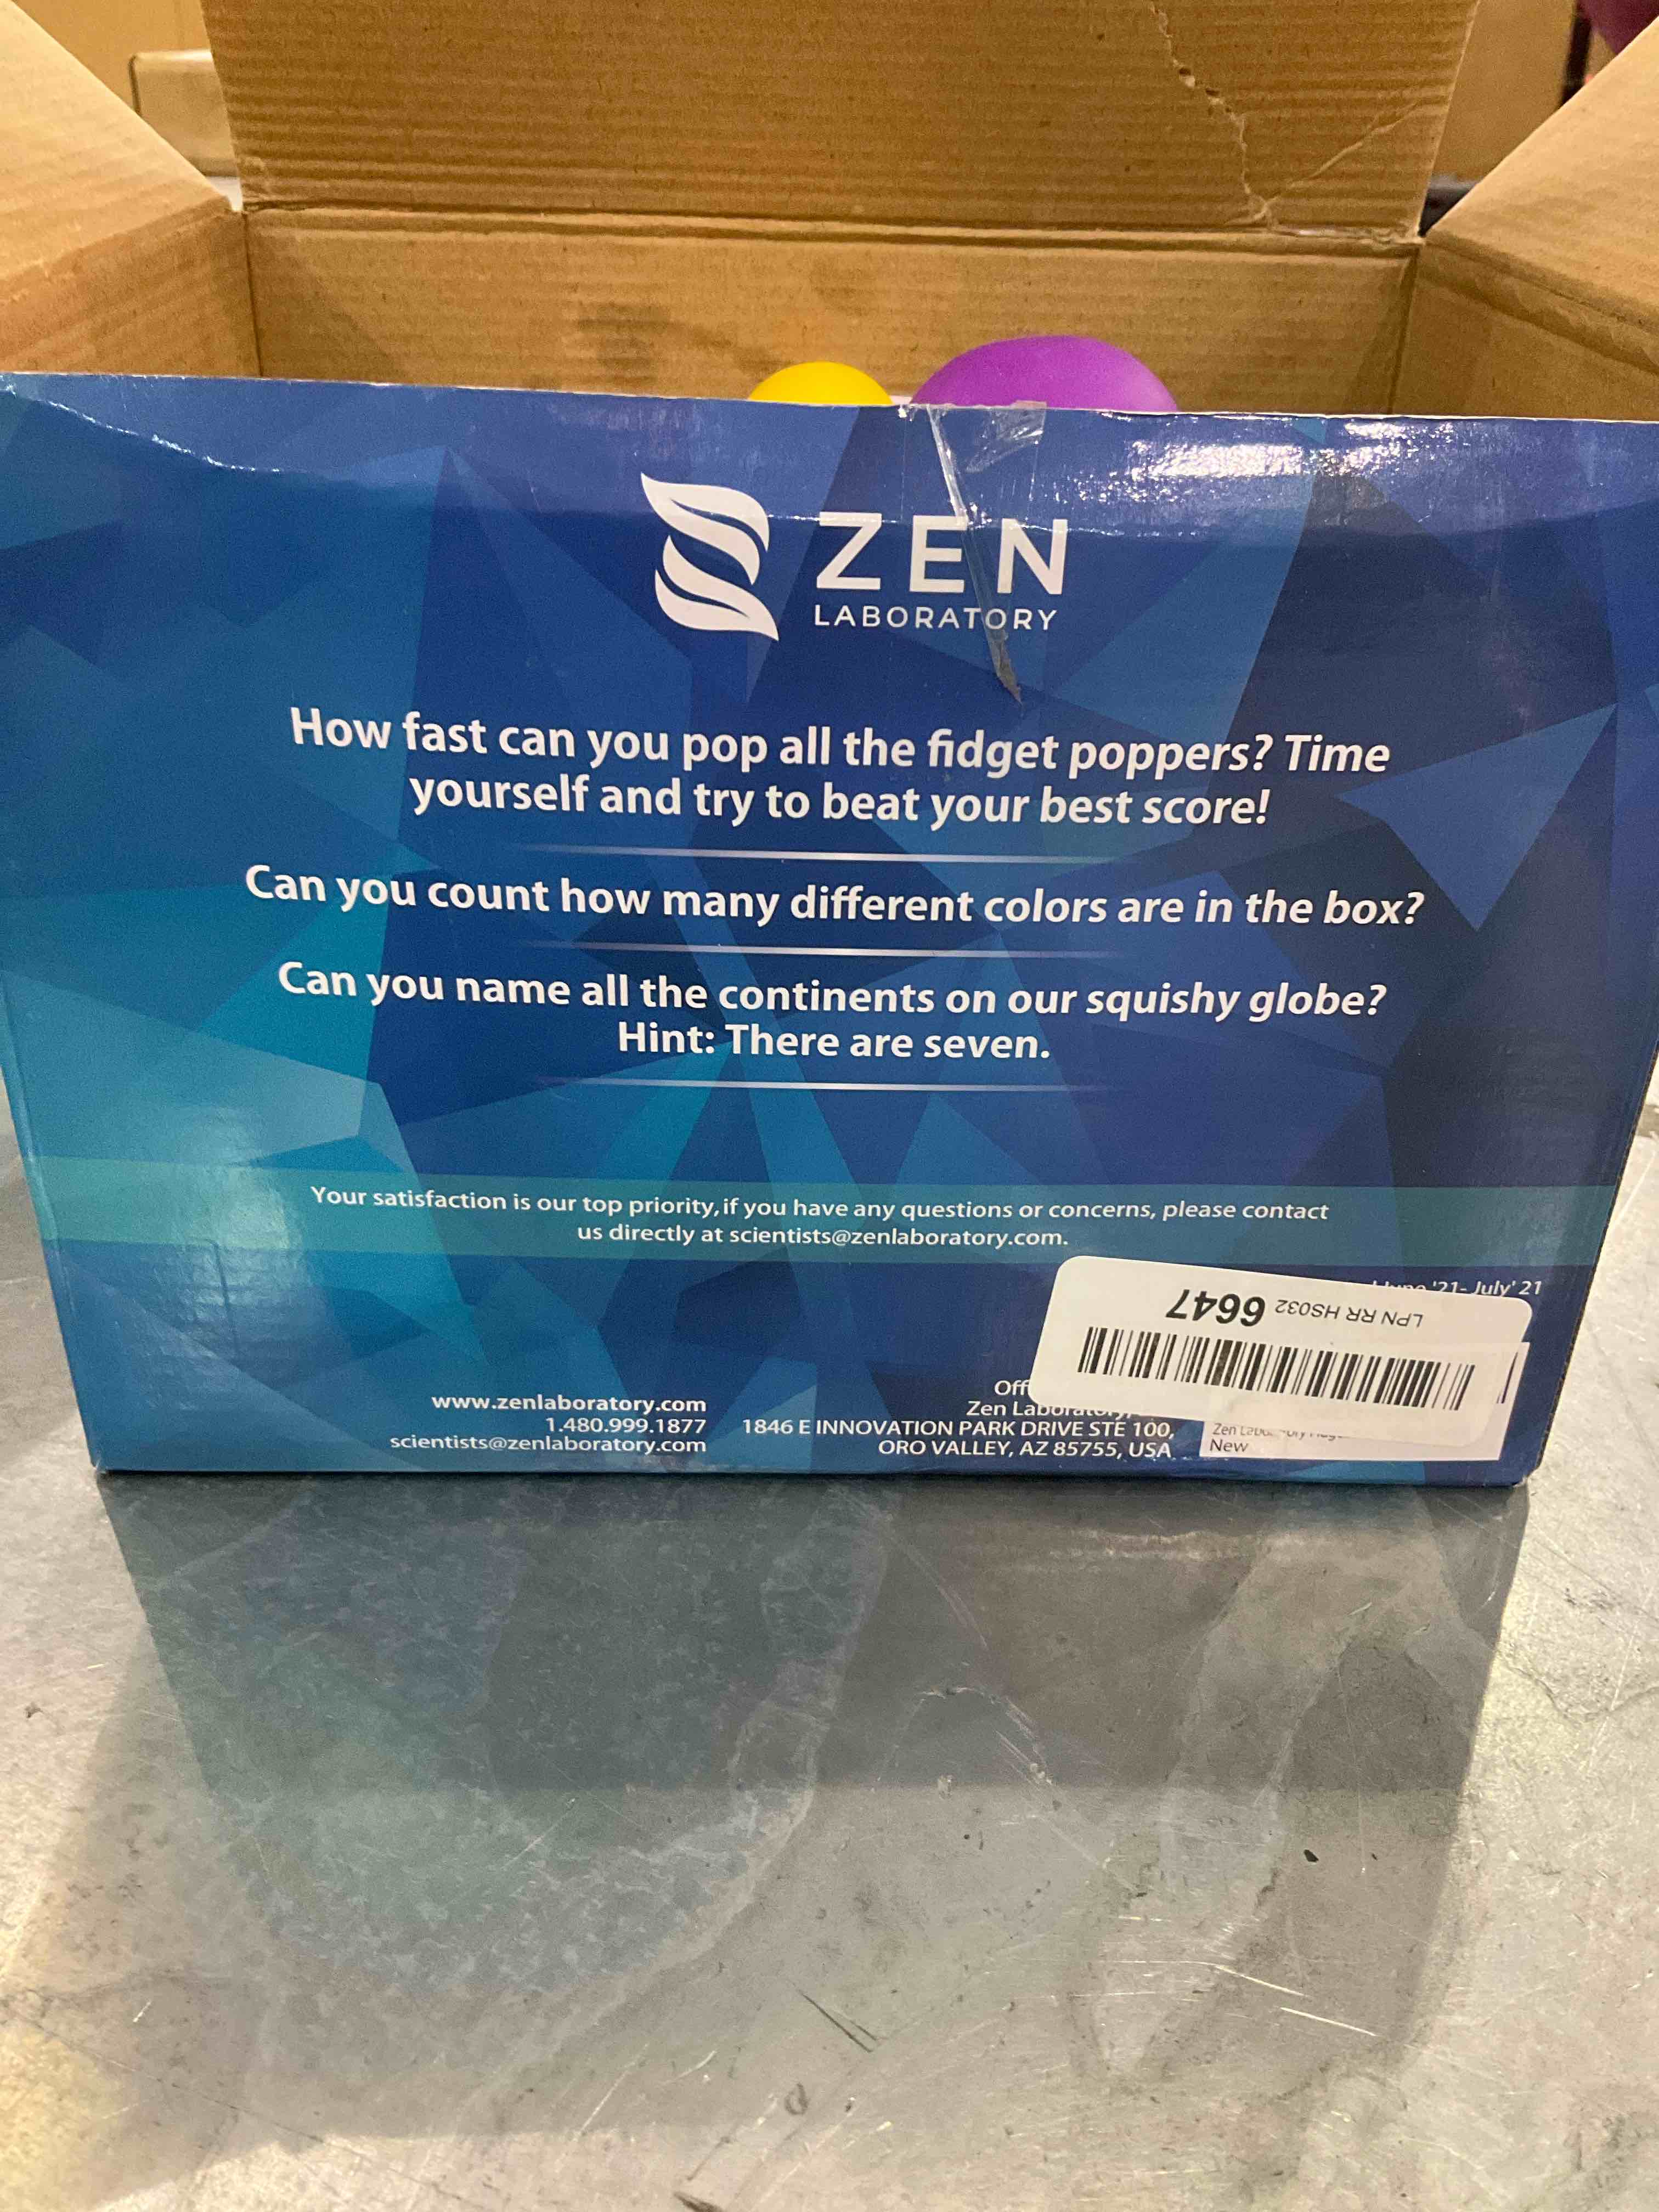 ZEN
LABORATORY
How fast can you pop all the fidget poppers? Time
yourself and try to beat your best score!
Can you count how many different colors are in the box?
Can you name all the continents on our squishy globe?
Hint: There are seven.
Your satisfaction is our top priority, if you have any questions or concerns, please contact
us directly at scientists@zenlaboratory.com.
'21- July' 21
LPN RR HS032 6647
www.zenlaboratory.com
1.480.999.1877
scientists@zenlaboratory.com
Zen Laboratory,
1846 E INNOVATION PARK DRIVE STE 100,
ORO VALLEY, AZ 85755, USA
Zen
New